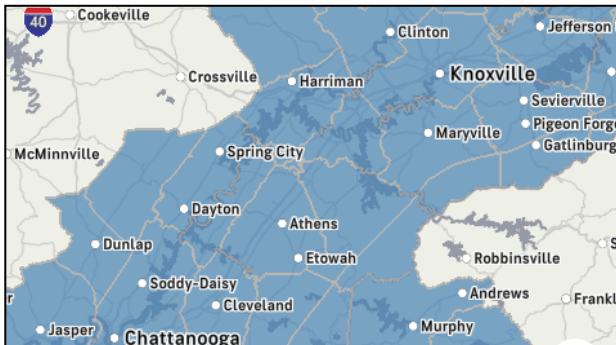 40
Cookeville
Clinton
Jefferson
Crossville
Harriman
Knoxville
Sevierville
Maryville
Pigeon Forge
Gatlinburg
McMinnville
Spring City
Dayton
Athens
Dunlap
Etowah
Robbinsville
Soddy-Daisy
Andrews
Frankl
Cleveland
Jasper
Chattanooga
Murphy